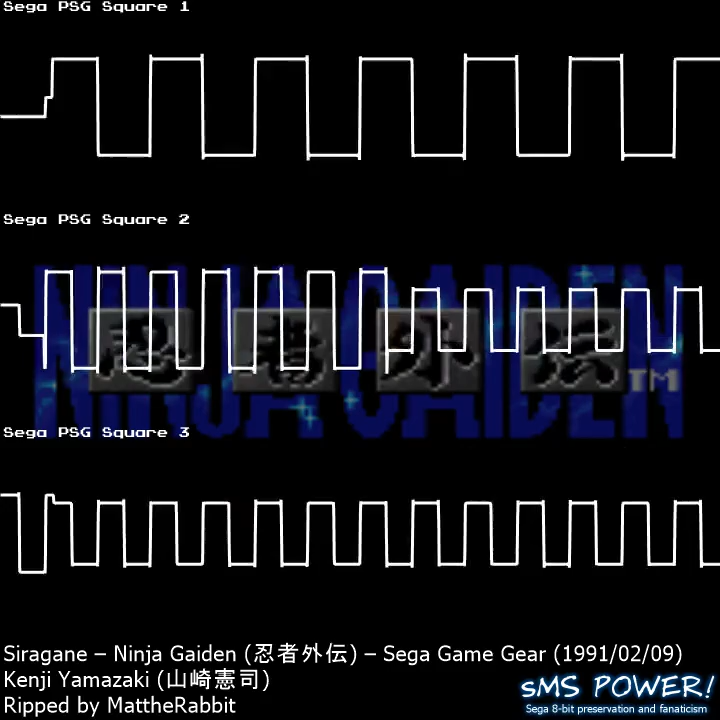 Sega PSG Square 1
Sega PSG Square 2
NINJA GAIDEN
忍者外伝
TM
Sega PSG Square 3
Siragane – Ninja Gaiden (忍者外伝) – Sega Game Gear (1991/02/09)
Kenji Yamazaki (山崎憲司)
Ripped by MattheRabbit
sMS POWER!
Sega 8-bit preservation and fanaticism